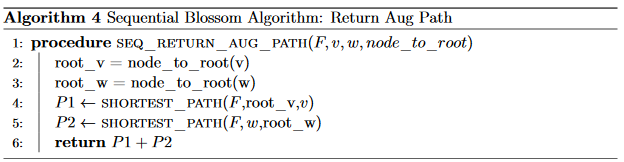 Algorithm 4 Sequential Blossom Algorithm: Return Aug Path
1: procedure SEQ_RETURN_AUG_PATH(F, v, w, node_to_root)
2: root_v = node_to_root(v)
3: root_w = node_to_root(w)
4: P1 ← SHORTEST_PATH(F,root_v,v)
5: P2 ← SHORTEST_PATH(F, w,root_w)
6: return P1 + P2